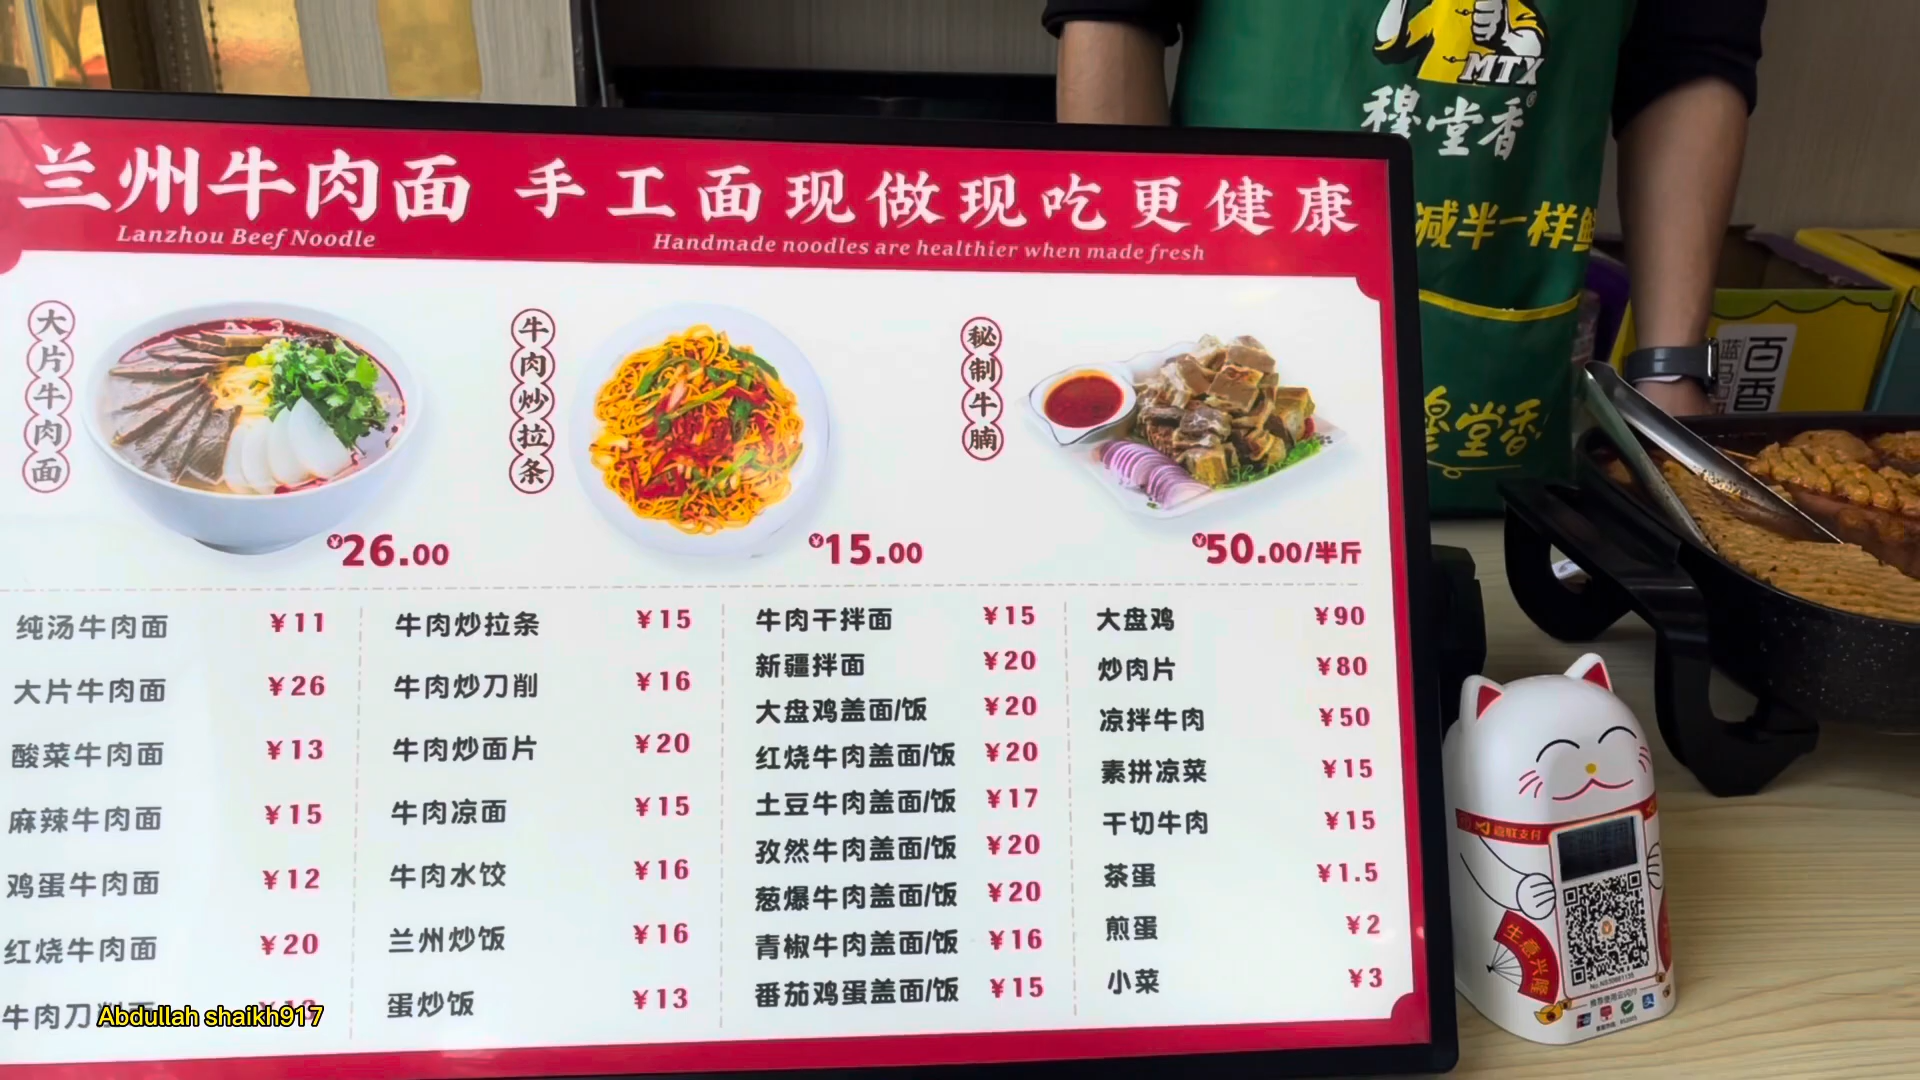 兰州牛肉面 手工面现做现吃更健康
Lanzhou Beef Noodle Handmade noodles are healthier when made fresh
大片牛肉面
¥26.00
牛肉炒拉条
¥15.00
秘制牛腩
¥50.00/半斤
纯汤牛肉面 ¥11
大片牛肉面 ¥26
酸菜牛肉面 ¥13
麻辣牛肉面 ¥15
鸡蛋牛肉面 ¥12
红烧牛肉面 ¥20
牛肉刀削面
牛肉炒拉条 ¥15
牛肉炒刀削 ¥16
牛肉炒面片 ¥20
牛肉凉面 ¥15
牛肉水饺 ¥16
兰州炒饭 ¥16
蛋炒饭 ¥13
牛肉干拌面 ¥15
新疆拌面 ¥20
大盘鸡盖面/饭 ¥20
红烧牛肉盖面/饭 ¥20
土豆牛肉盖面/饭 ¥17
孜然牛肉盖面/饭 ¥20
葱爆牛肉盖面/饭 ¥20
青椒牛肉盖面/饭 ¥16
番茄鸡蛋盖面/饭 ¥15
大盘鸡 ¥90
炒肉片 ¥80
凉拌牛肉 ¥50
素拼凉菜 ¥15
干切牛肉 ¥15
茶蛋 ¥1.5
煎蛋 ¥2
小菜 ¥3
MTX
穆堂香®
减半一样鲜
穆堂香
百香
生意兴隆
Abdullah shaikh917